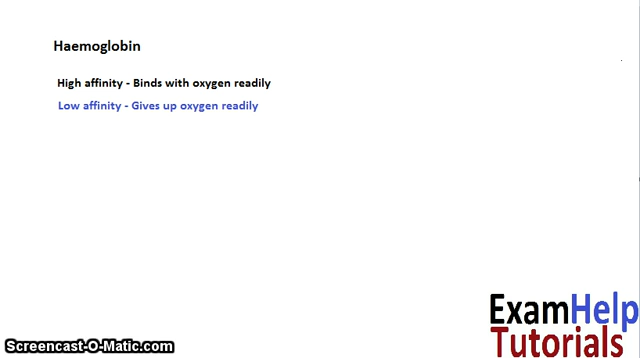 Haemoglobin
High affinity - Binds with oxygen readily
Low affinity - Gives up oxygen readily
ExamHelp
Tutorials
Screencast-O-Matic.com